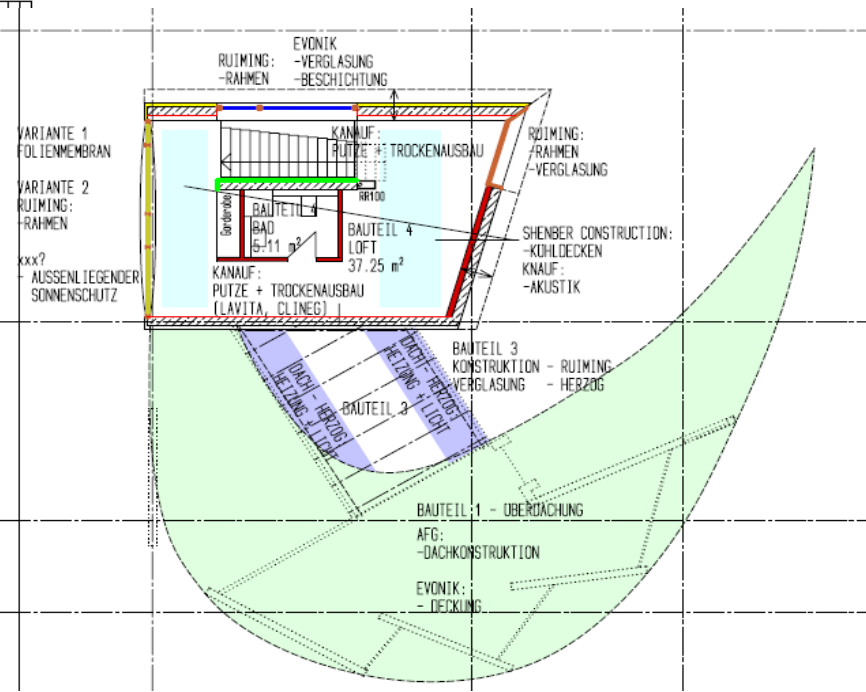 EVONIK
RUIMING: -VERGLASUNG
-RAHMEN -BESCHICHTUNG
VARIANTE 1
FOLIENMEMBRAN
VARIANTE 2
RUIMING:
-RAHMEN
xxx?
- AUSSENLIEGENDER
SONNENSCHUTZ
KANAUF:
PUTZE + TROCKENAUSBAU
RUIMING:
-RAHMEN
-VERGLASUNG
RR100
Garderobe
BAUTEIL 4
BAD
5.11 m²
BAUTEIL 4
LOFT
37.25 m²
SHENBER CONSTRUCTION:
-KÜHLDECKEN
KNAUF:
-AKUSTIK
KANAUF:
PUTZE + TROCKENAUSBAU
(LAVITA, CLINEG)
BAUTEIL 3
KONSTRUKTION - RUIMING
VERGLASUNG - HERZOG
(DACH - HERZOG)
HEIZUNG + LICHT
(DACH - HERZOG)
HEIZUNG + LICHT
BAUTEIL 3
BAUTEIL 1 - ÜBERDACHUNG
AFG:
-DACHKONSTRUKTION
EVONIK:
- DECKUNG